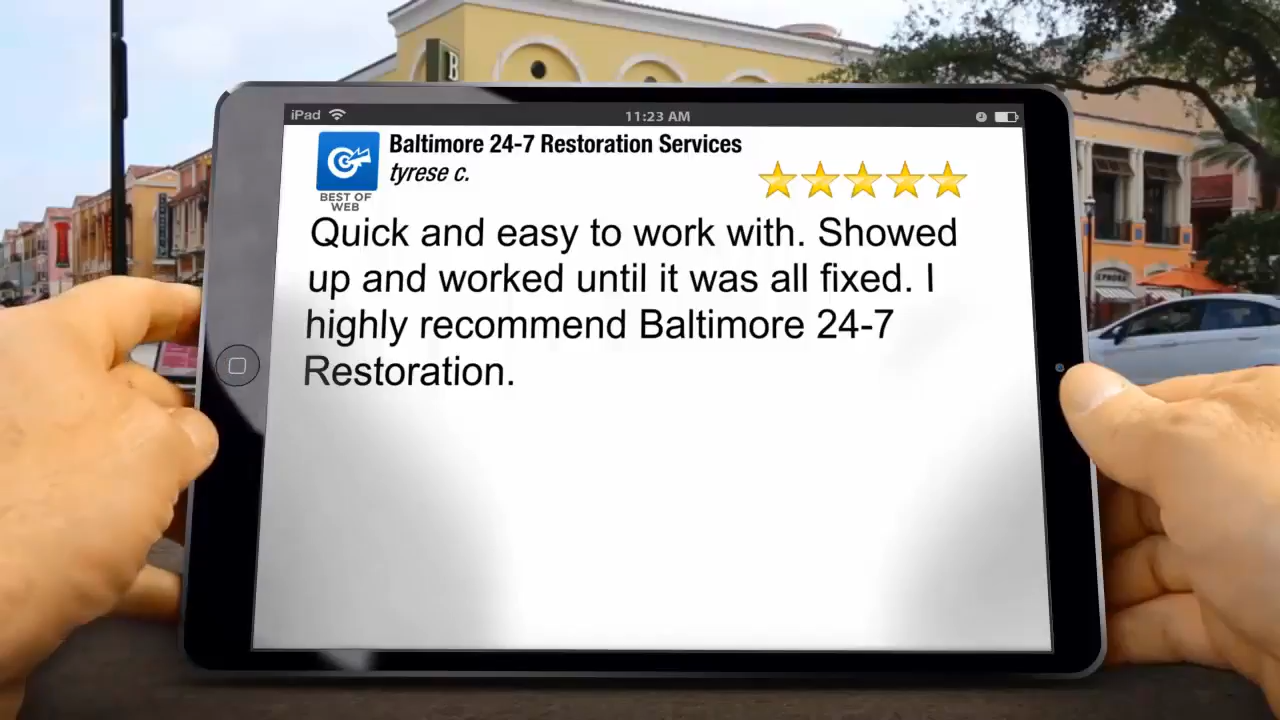 iPad
11:23 AM
Baltimore 24-7 Restoration Services
tyrese c.
BEST OF
WEB
Quick and easy to work with. Showed
up and worked until it was all fixed. I
highly recommend Baltimore 24-7
Restoration.
B